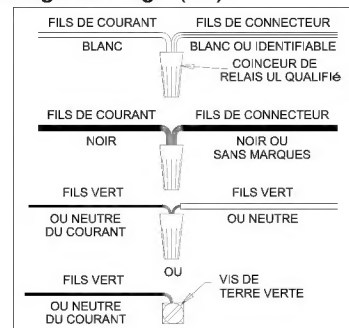 FILS DE COURANT FILS DE CONNECTEUR
BLANC BLANC OU IDENTIFIABLE
COINCEUR DE
RELAIS UL QUALIFIÉ
FILS DE COURANT FILS DE CONNECTEUR
NOIR NOIR OU
SANS MARQUES
FILS VERT FILS VERT
OU NEUTRE OU NEUTRE
DU COURANT
OU
FILS VERT VIS DE
TERRE VERTE
OU NEUTRE
DU COURANT